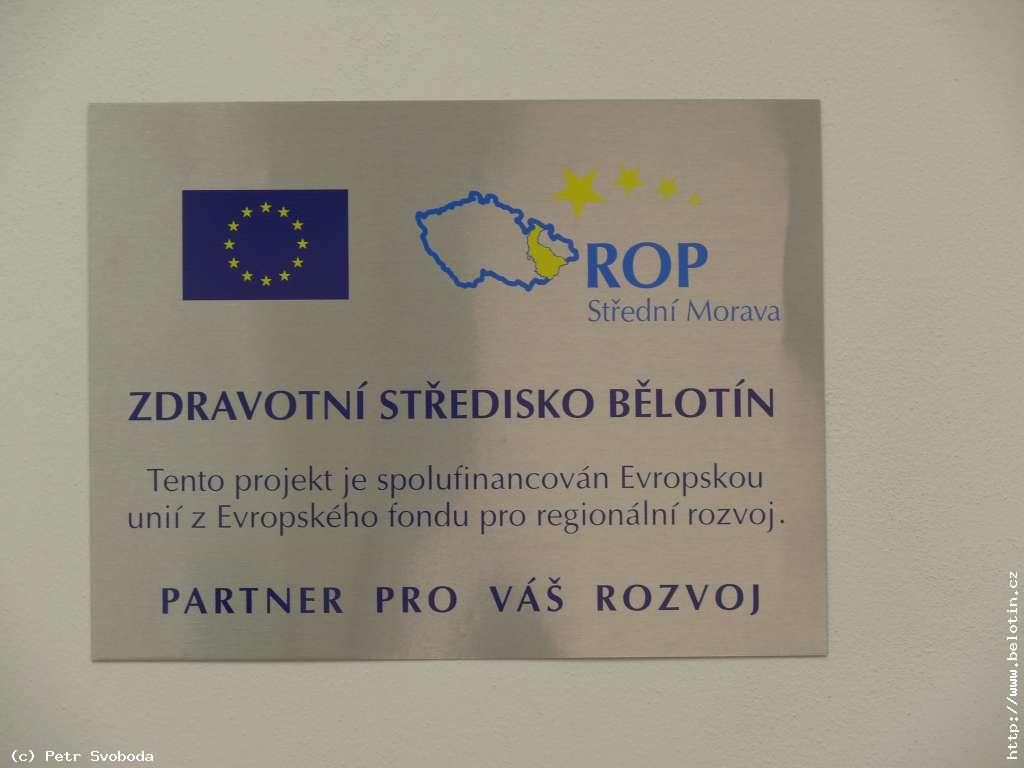 ROP
Střední Morava
ZDRAVOTNÍ STŘEDISKO BĚLOTÍN
Tento projekt je spolufinancován Evropskou
unií z Evropského fondu pro regionální rozvoj.
PARTNER PRO VÁŠ ROZVOJ
http://www.belotin.cz
(c) Petr Svoboda